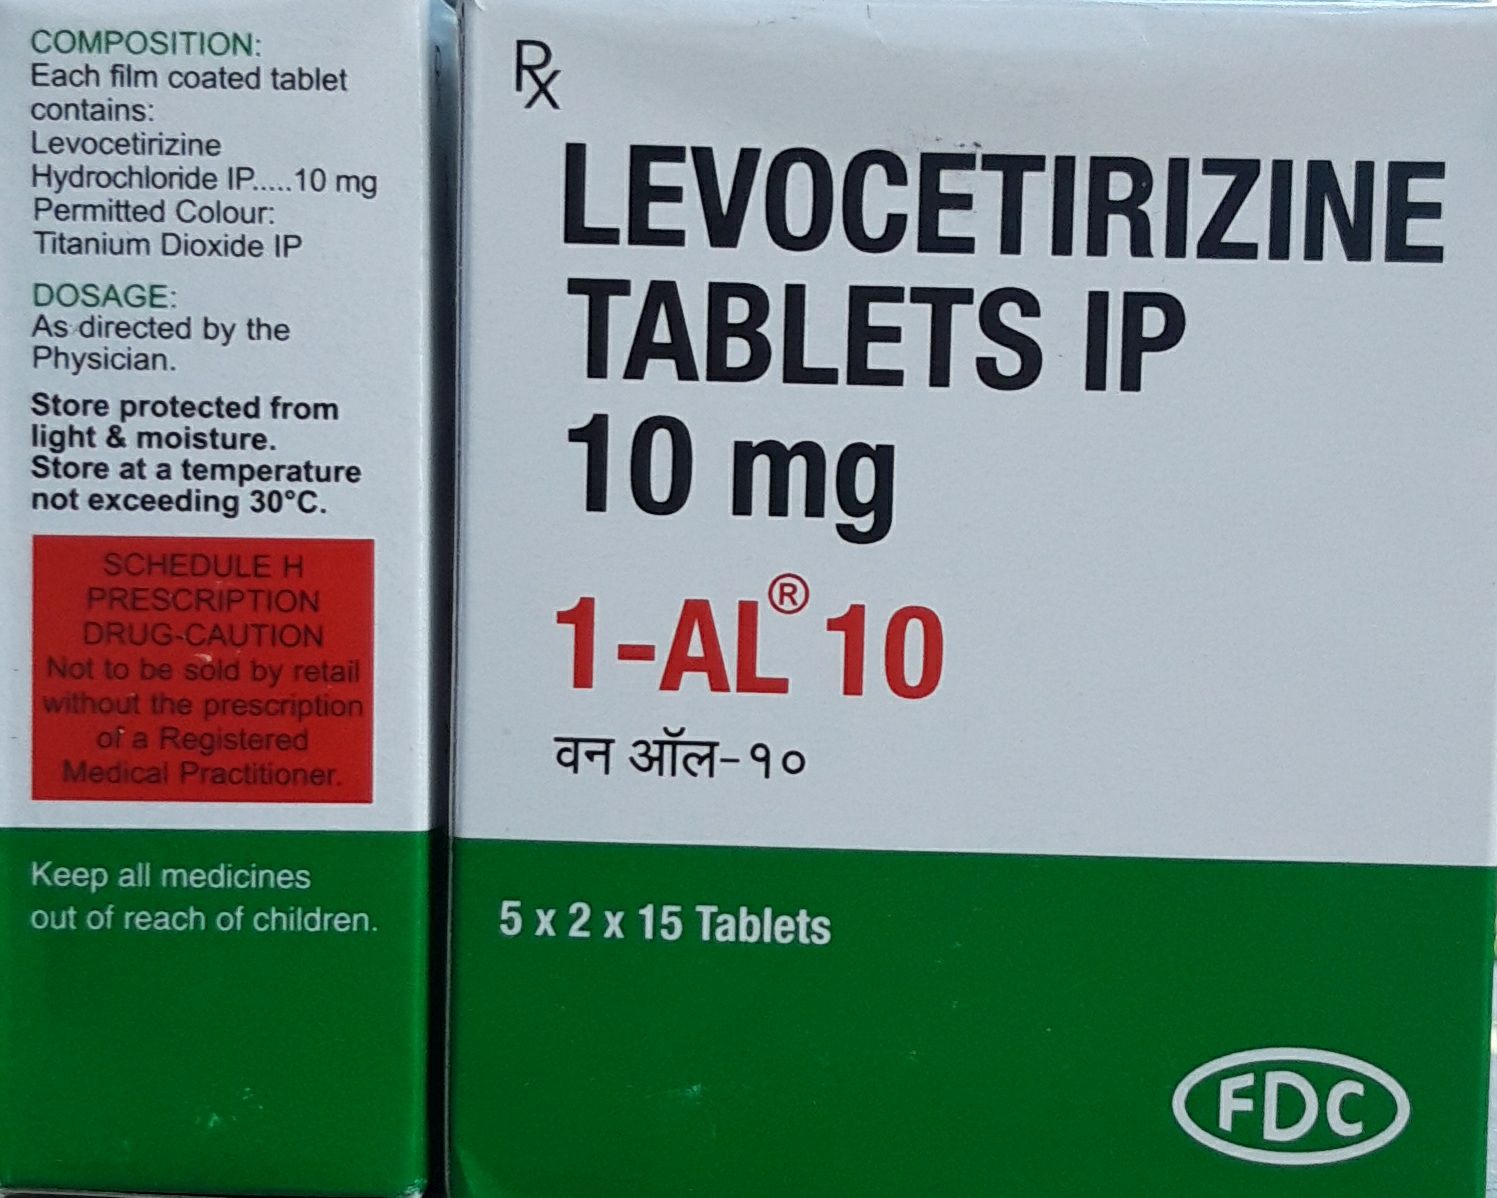 COMPOSITION:
Each film coated tablet
contains:
Levocetirizine
Hydrochloride IP.....10 mg
Permitted Colour:
Titanium Dioxide IP
DOSAGE:
As directed by the
Physician.
Store protected from
light & moisture.
Store at a temperature
not exceeding 30°C.
SCHEDULE H
PRESCRIPTION
DRUG-CAUTION
Not to be sold by retail
without the prescription
of a Registered
Medical Practitioner.
Keep all medicines
out of reach of children.
Rx
LEVOCETIRIZINE
TABLETS IP
10 mg
1-AL® 10
वन ऑल-१०
5 x 2 x 15 Tablets
FDC